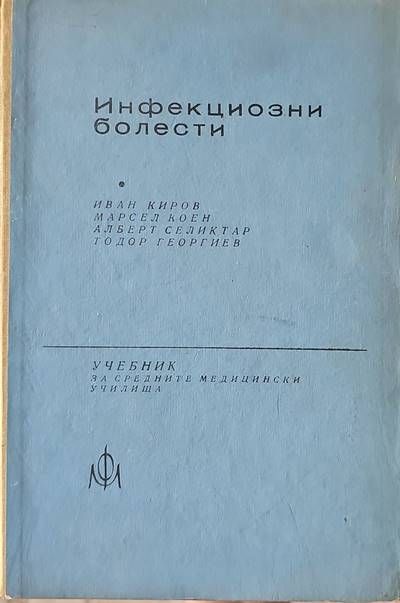 Инфекциозни
болести
ИВАН КИРОВ
МАРСЕЛ КОЕН
АЛБЕРТ СЕЛИКТАР
ТОДОР ГЕОРГИЕВ
УЧЕБНИК
ЗА СРЕДНИТЕ МЕДИЦИНСКИ
УЧИЛИЩА